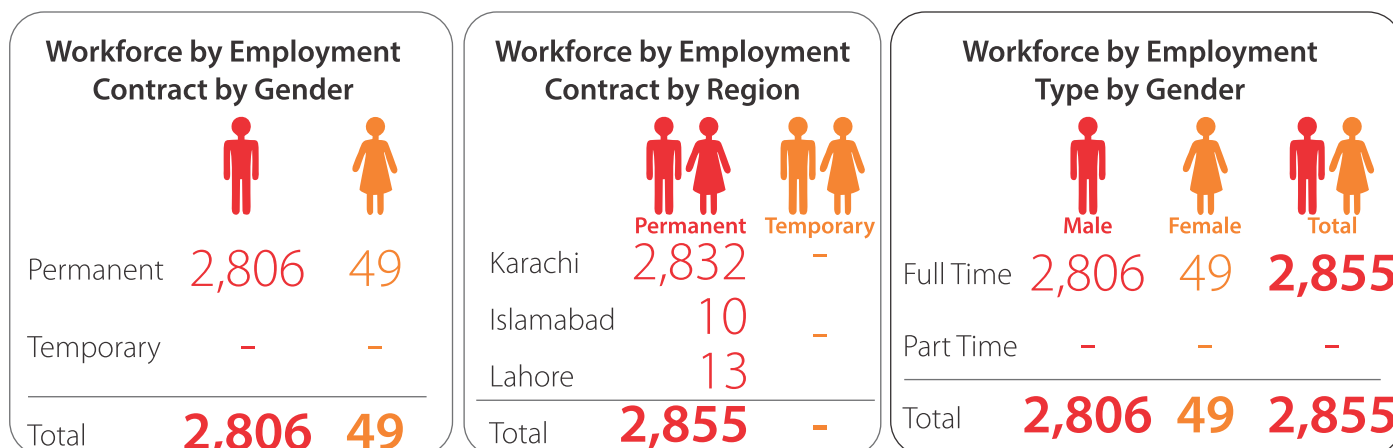 Workforce by Employment
Contract by Gender
Permanent 2,806 49
Temporary – –
Total 2,806 49
Workforce by Employment
Contract by Region
Permanent Temporary
Karachi 2,832 –
Islamabad 10 –
Lahore 13
Total 2,855 -
Workforce by Employment
Type by Gender
Male Female Total
Full Time 2,806 49 2,855
Part Time – – –
Total 2,806 49 2,855